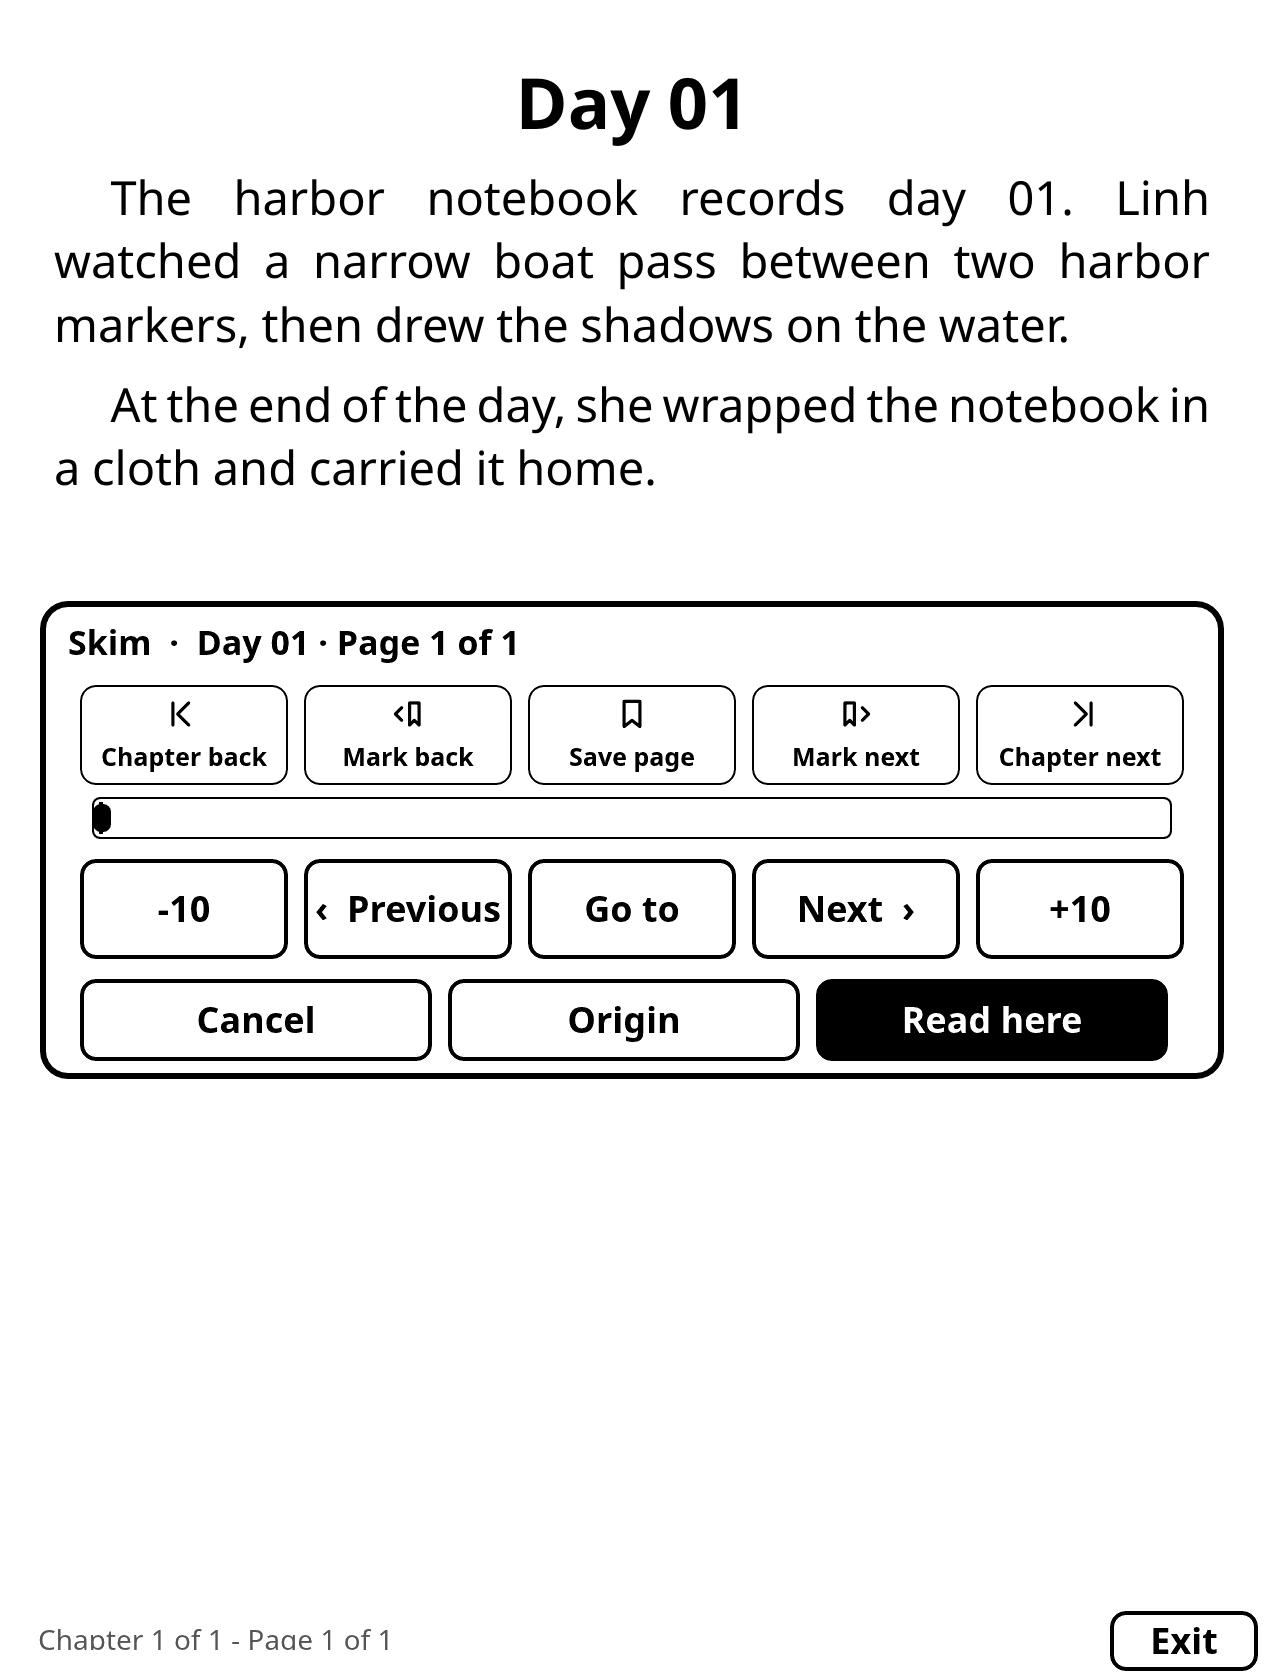 Day 01
The harbor notebook records day 01. Linh
watched a narrow boat pass between two harbor
markers, then drew the shadows on the water.
At the end of the day, she wrapped the notebook in
a cloth and carried it home.
Skim · Day 01 · Page 1 of 1
Chapter back
Mark back
Save page
Mark next
Chapter next
-10
‹ Previous
Go to
Next ›
+10
Cancel
Origin
Read here
Chapter 1 of 1 - Page 1 of 1
Exit